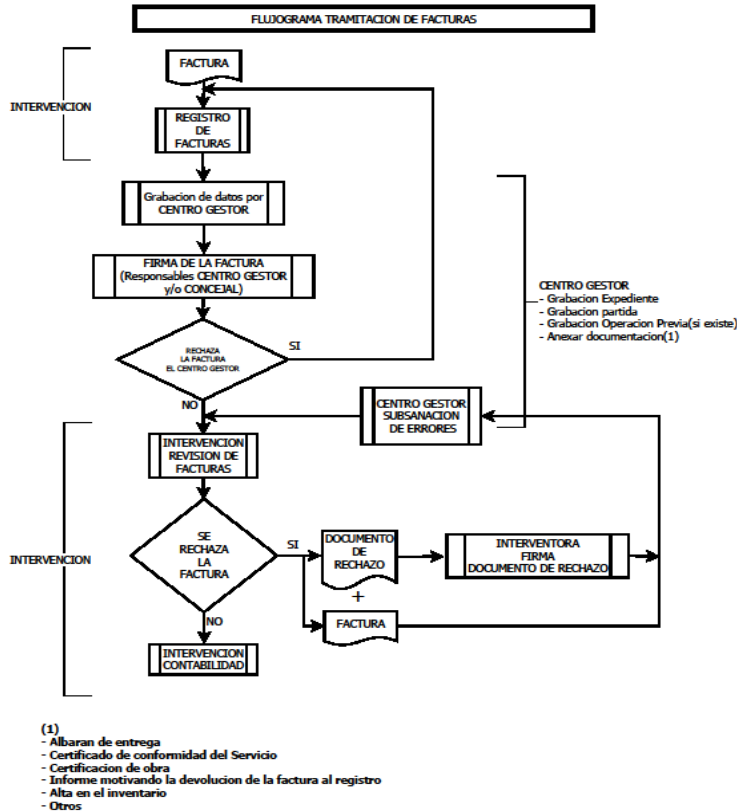 FLUJOGRAMA TRAMITACION DE FACTURAS
FACTURA
INTERVENCION
REGISTRO
DE
FACTURAS
Grabacion de datos por
CENTRO GESTOR
FIRMA DE LA FACTURA
(Responsables CENTRO GESTOR
y/o CONCEJAL)
CENTRO GESTOR
- Grabacion Expediente
- Grabacion partida
- Grabacion Operacion Previa(si existe)
- Anexar documentacion(1)
RECHAZA
LA FACTURA
EL CENTRO GESTOR
SI
NO
CENTRO GESTOR
SUBSANACION
DE ERRORES
INTERVENCION
REVISION DE
FACTURAS
INTERVENCION
SE
RECHAZA
LA
FACTURA
SI
DOCUMENTO
DE
RECHAZO
INTERVENTORA
FIRMA
DOCUMENTO DE RECHAZO
+
FACTURA
NO
INTERVENCION
CONTABILIDAD
(1)
- Albaran de entrega
- Certificado de conformidad del Servicio
- Certificacion de obra
- Informe motivando la devolucion de la factura al registro
- Alta en el inventario
- Otros